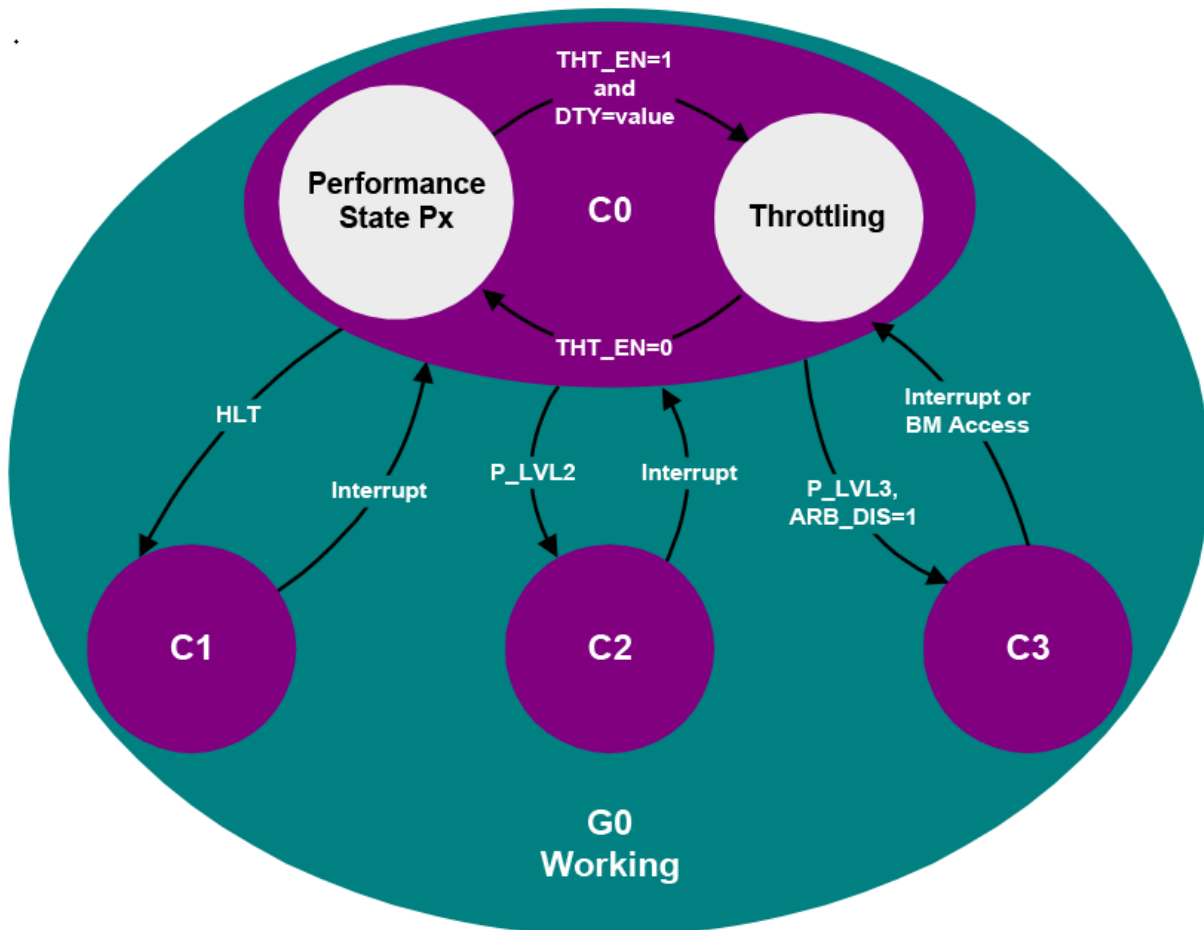 THT_EN=1
and
DTY=value
Performance
State Px
C0
Throttling
THT_EN=0
HLT
Interrupt
P_LVL2
Interrupt
P_LVL3,
ARB_DIS=1
Interrupt or
BM Access
C1
C2
C3
G0
Working